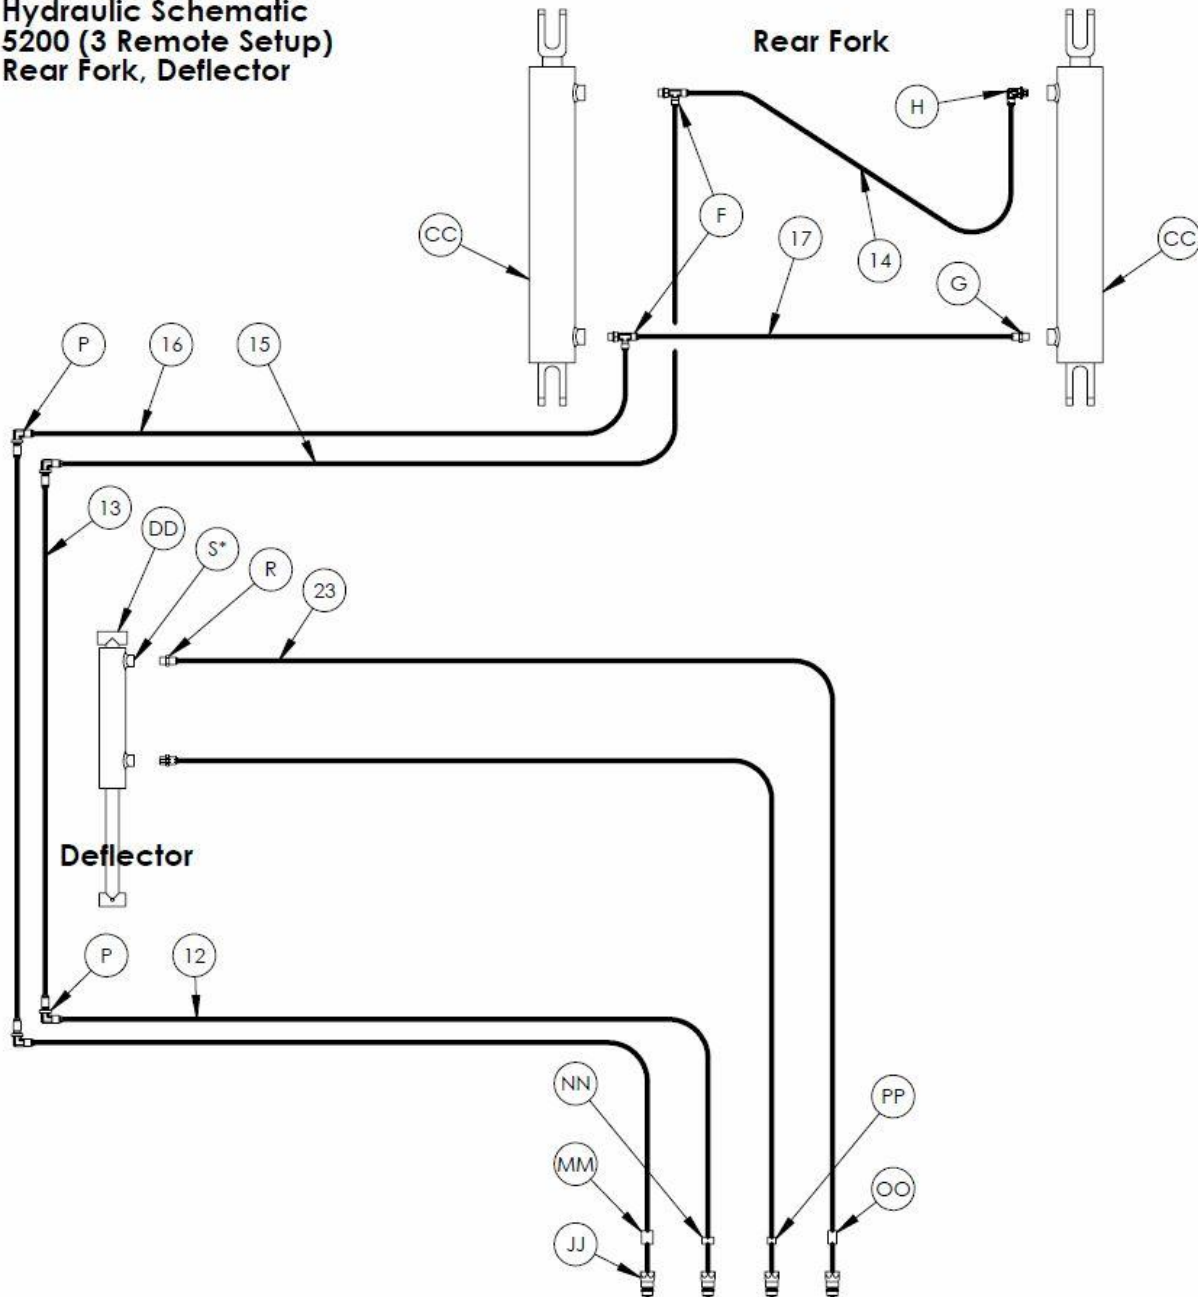 Hydraulic Schematic
5200 (3 Remote Setup)
Rear Fork, Deflector
Rear Fork
H
F
CC
17
14
CC
G
P
16
15
13
DD
S*
R
23
Deflector
P
12
NN
PP
MM
OO
JJ